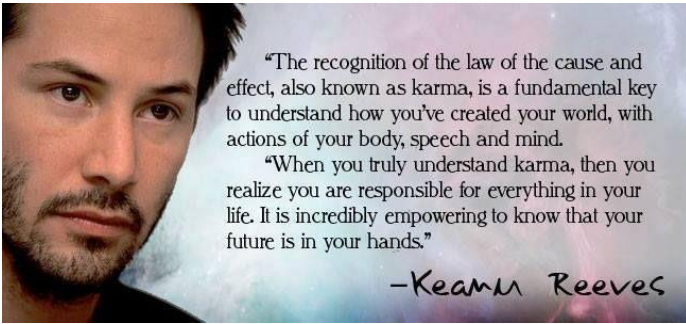 “The recognition of the law of the cause and
effect, also known as karma, is a fundamental key
to understand how you’ve created your world, with
actions of your body, speech and mind.
“When you truly understand karma, then you
realize you are responsible for everything in your
life. It is incredibly empowering to know that your
future is in your hands.”
–Keanu Reeves